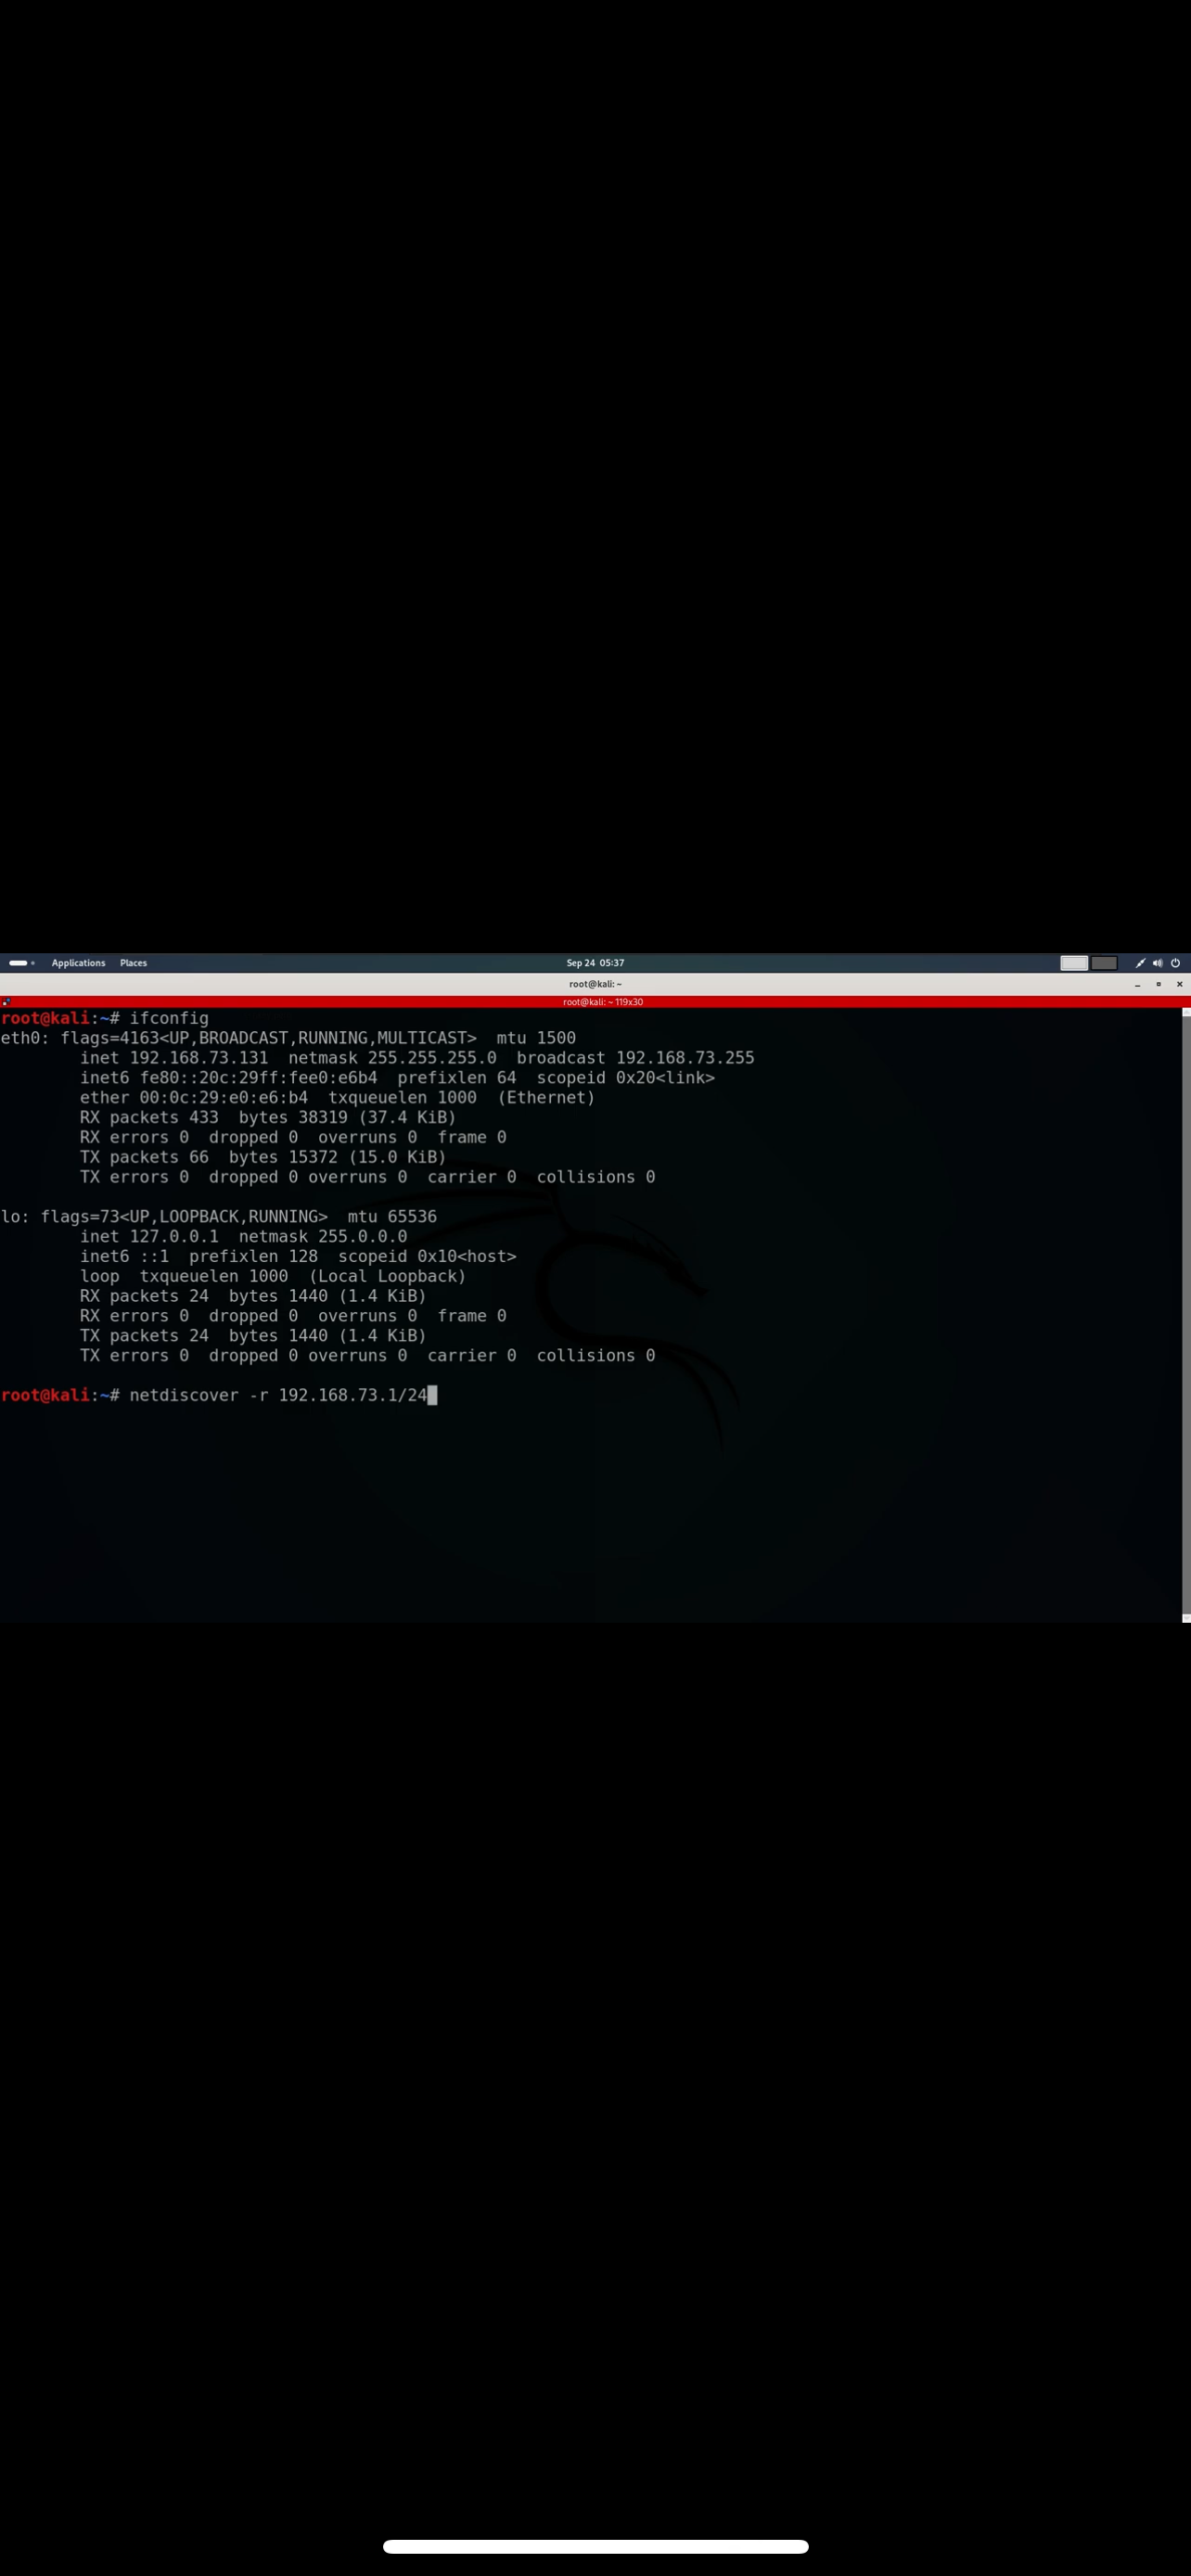 Applications Places Sep 24 05:37
root@kali: ~
root@kali: ~ 119x30
root@kali:~# ifconfig
eth0: flags=4163<UP,BROADCAST,RUNNING,MULTICAST>  mtu 1500
        inet 192.168.73.131  netmask 255.255.255.0  broadcast 192.168.73.255
        inet6 fe80::20c:29ff:fee0:e6b4  prefixlen 64  scopeid 0x20<link>
        ether 00:0c:29:e0:e6:b4  txqueuelen 1000  (Ethernet)
        RX packets 433  bytes 38319 (37.4 KiB)
        RX errors 0  dropped 0  overruns 0  frame 0
        TX packets 66  bytes 15372 (15.0 KiB)
        TX errors 0  dropped 0 overruns 0  carrier 0  collisions 0

lo: flags=73<UP,LOOPBACK,RUNNING>  mtu 65536
        inet 127.0.0.1  netmask 255.0.0.0
        inet6 ::1  prefixlen 128  scopeid 0x10<host>
        loop  txqueuelen 1000  (Local Loopback)
        RX packets 24  bytes 1440 (1.4 KiB)
        RX errors 0  dropped 0  overruns 0  frame 0
        TX packets 24  bytes 1440 (1.4 KiB)
        TX errors 0  dropped 0 overruns 0  carrier 0  collisions 0

root@kali:~# netdiscover -r 192.168.73.1/24